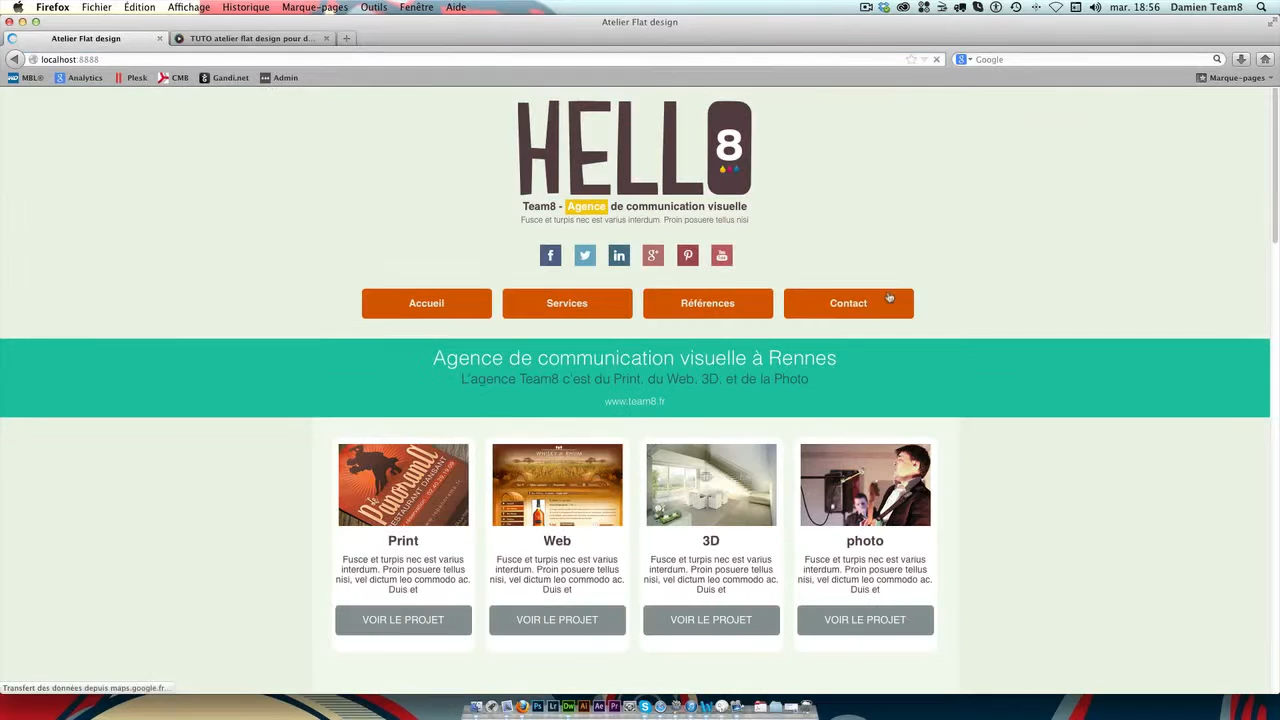 Firefox Fichier Édition Affichage Historique Marque-pages Outils Fenêtre Aide mar. 18:56 Damien Team8
Atelier Flat design
Atelier Flat design TUTO atelier flat design pour d...
localhost:8888 Google
MBL® Analytics Plesk CMB Gandi.net Admin Marque-pages
HELLO
8
Team8 - Agence de communication visuelle
Fusce et turpis nec est varius interdum. Proin posuere tellus nisi
Accueil Services Références Contact
Agence de communication visuelle à Rennes
L'agence Team8 c'est du Print, du Web, 3D, et de la Photo
www.team8.fr
Panoramall
RESTAURANT DANSANT
WHISKY & RHUM
Print Web 3D photo
Fusce et turpis nec est varius interdum. Proin posuere tellus nisi, vel dictum leo commodo ac. Duis et
Fusce et turpis nec est varius interdum. Proin posuere tellus nisi, vel dictum leo commodo ac. Duis et
Fusce et turpis nec est varius interdum. Proin posuere tellus nisi, vel dictum leo commodo ac. Duis et
Fusce et turpis nec est varius interdum. Proin posuere tellus nisi, vel dictum leo commodo ac. Duis et
VOIR LE PROJET VOIR LE PROJET VOIR LE PROJET VOIR LE PROJET
Transfert des données depuis maps.google.fr...